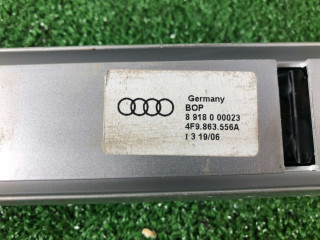 Germany
BOP
8 918 0 00023
4F9.863.556A
I 3 19/06